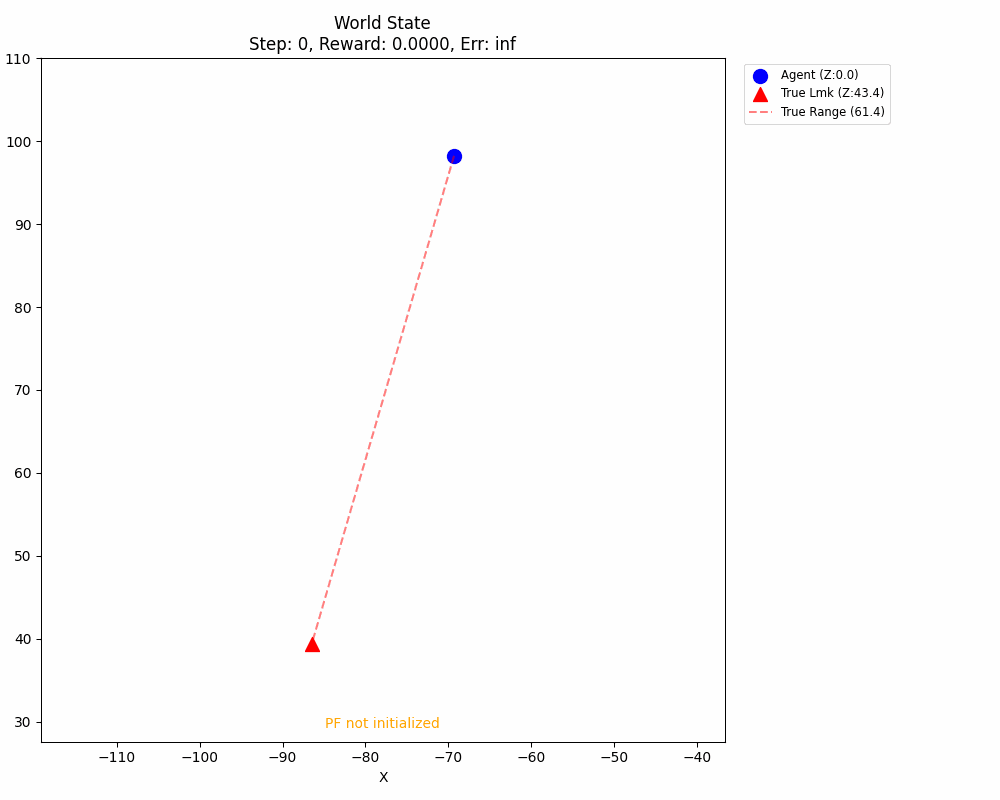 World State
Step: 0, Reward: 0.0000, Err: inf
Agent (Z:0.0)
True Lmk (Z:43.4)
True Range (61.4)
110
100
90
80
70
60
50
40
30
PF not initialized
−110
−100
−90
−80
−70
−60
−50
−40
X